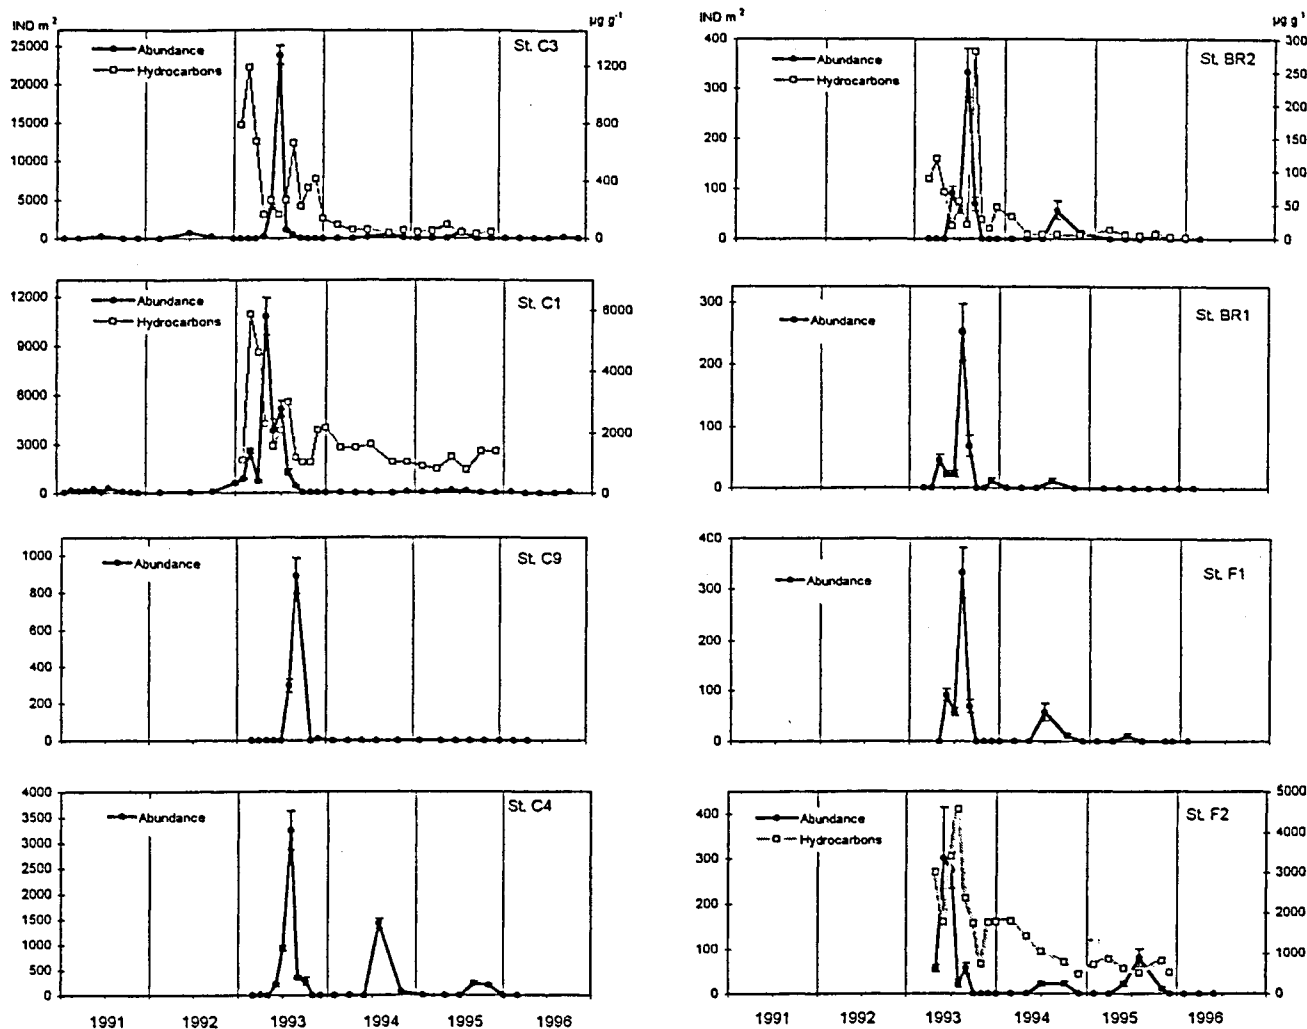 IND m²
µg g⁻¹
St. C3
Abundance
Hydrocarbons
25000
20000
15000
10000
5000
0
1200
800
400
0
St. C1
Abundance
Hydrocarbons
12000
9000
6000
3000
0
6000
4000
2000
0
St. C9
Abundance
1000
800
600
400
200
0
St. C4
Abundance
4000
3500
3000
2500
2000
1500
1000
500
0
1991 1992 1993 1994 1995 1996
IND m²
µg g⁻¹
St. BR2
Abundance
Hydrocarbons
400
300
200
100
0
300
250
200
150
100
50
0
St. BR1
Abundance
300
200
100
0
St. F1
Abundance
400
300
200
100
0
St. F2
Abundance
Hydrocarbons
400
300
200
100
0
5000
4000
3000
2000
1000
0
1991 1992 1993 1994 1995 1996